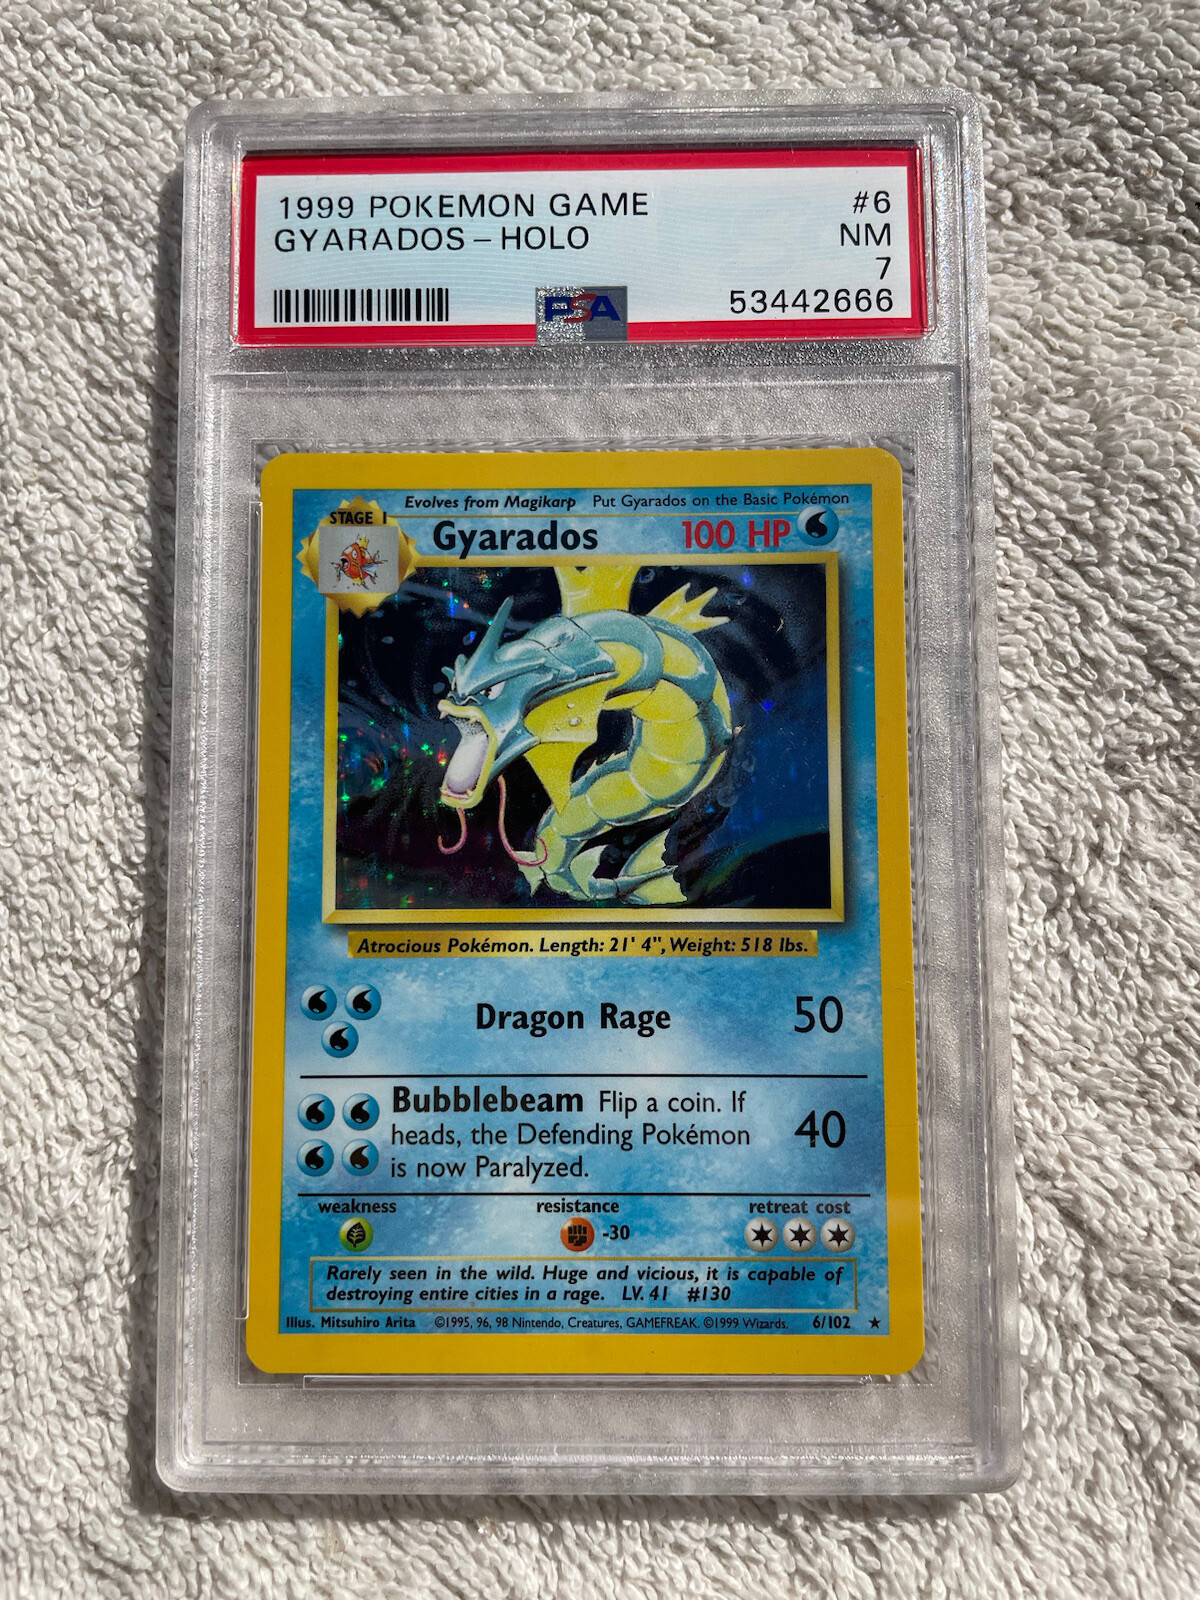 1999 POKEMON GAME #6
GYARADOS – HOLO NM
7
PSA 53442666
Evolves from Magikarp Put Gyarados on the Basic Pokémon
STAGE 1
Gyarados 100 HP
Atrocious Pokémon. Length: 21' 4", Weight: 518 lbs.
Dragon Rage 50
Bubblebeam Flip a coin. If
heads, the Defending Pokémon 40
is now Paralyzed.
weakness resistance retreat cost
-30
Rarely seen in the wild. Huge and vicious, it is capable of
destroying entire cities in a rage. LV. 41 #130
Illus. Mitsuhiro Arita ©1995, 96, 98 Nintendo, Creatures, GAMEFREAK. ©1999 Wizards. 6/102 ★